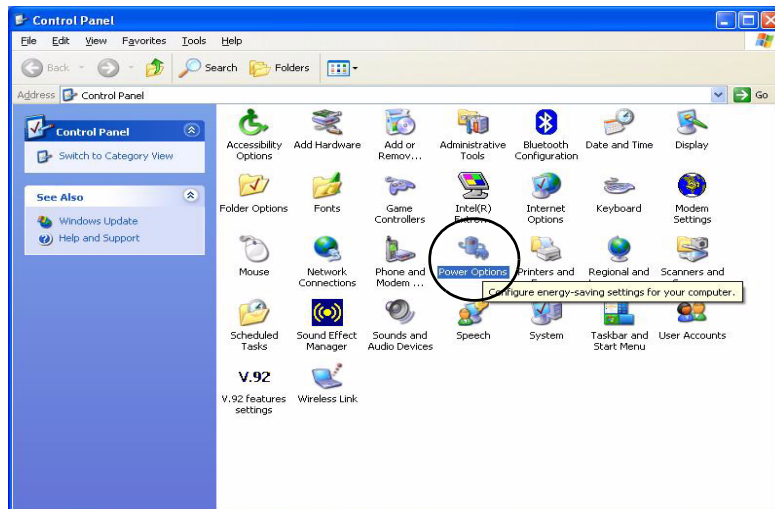 Control Panel
File Edit View Favorites Tools Help
Back Search Folders
Address Control Panel Go
Control Panel
Switch to Category View
See Also
Windows Update
Help and Support
Accessibility Options
Add Hardware
Add or Remov...
Administrative Tools
Bluetooth Configuration
Date and Time
Display
Folder Options
Fonts
Game Controllers
Intel(R) Extre...
Internet Options
Keyboard
Modem Settings
Mouse
Network Connections
Phone and Modem ...
Power Options
Printers and
Regional and
Scanners and
Configure energy-saving settings for your computer.
Scheduled Tasks
Sound Effect Manager
Sounds and Audio Devices
Speech
System
Taskbar and Start Menu
User Accounts
V.92
V.92 features settings
Wireless Link